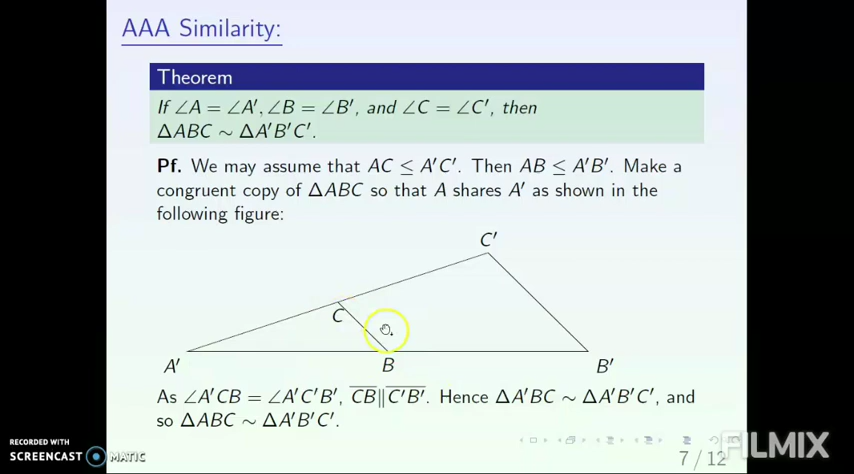 AAA Similarity:
Theorem
If ∠A = ∠A′, ∠B = ∠B′, and ∠C = ∠C′, then
ΔABC ∼ ΔA′B′C′.
Pf. We may assume that AC ≤ A′C′. Then AB ≤ A′B′. Make a
congruent copy of ΔABC so that A shares A′ as shown in the
following figure:
C′
C
A′
B
B′
As ∠A′CB = ∠A′C′B′, C̅B̅ ∥ C̅′B̅′. Hence ΔA′BC ∼ ΔA′B′C′, and
so ΔABC ∼ ΔA′B′C′.
RECORDED WITH
SCREENCAST MATIC
7 / 12
FILMIX